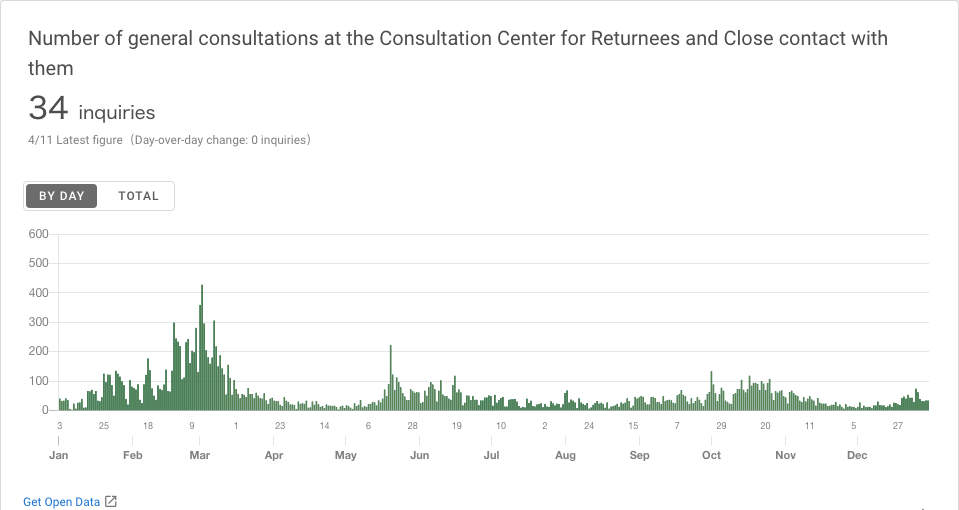 Number of general consultations at the Consultation Center for Returnees and Close contact with
them
34 inquiries
4/11 Latest figure（Day-over-day change: 0 inquiries）
BY DAY TOTAL
600
500
400
300
200
100
0
3 25 18 9 1 23 14 6 28 19 10 2 24 15 7 29 20 11 5 27
Jan Feb Mar Apr May Jun Jul Aug Sep Oct Nov Dec
Get Open Data